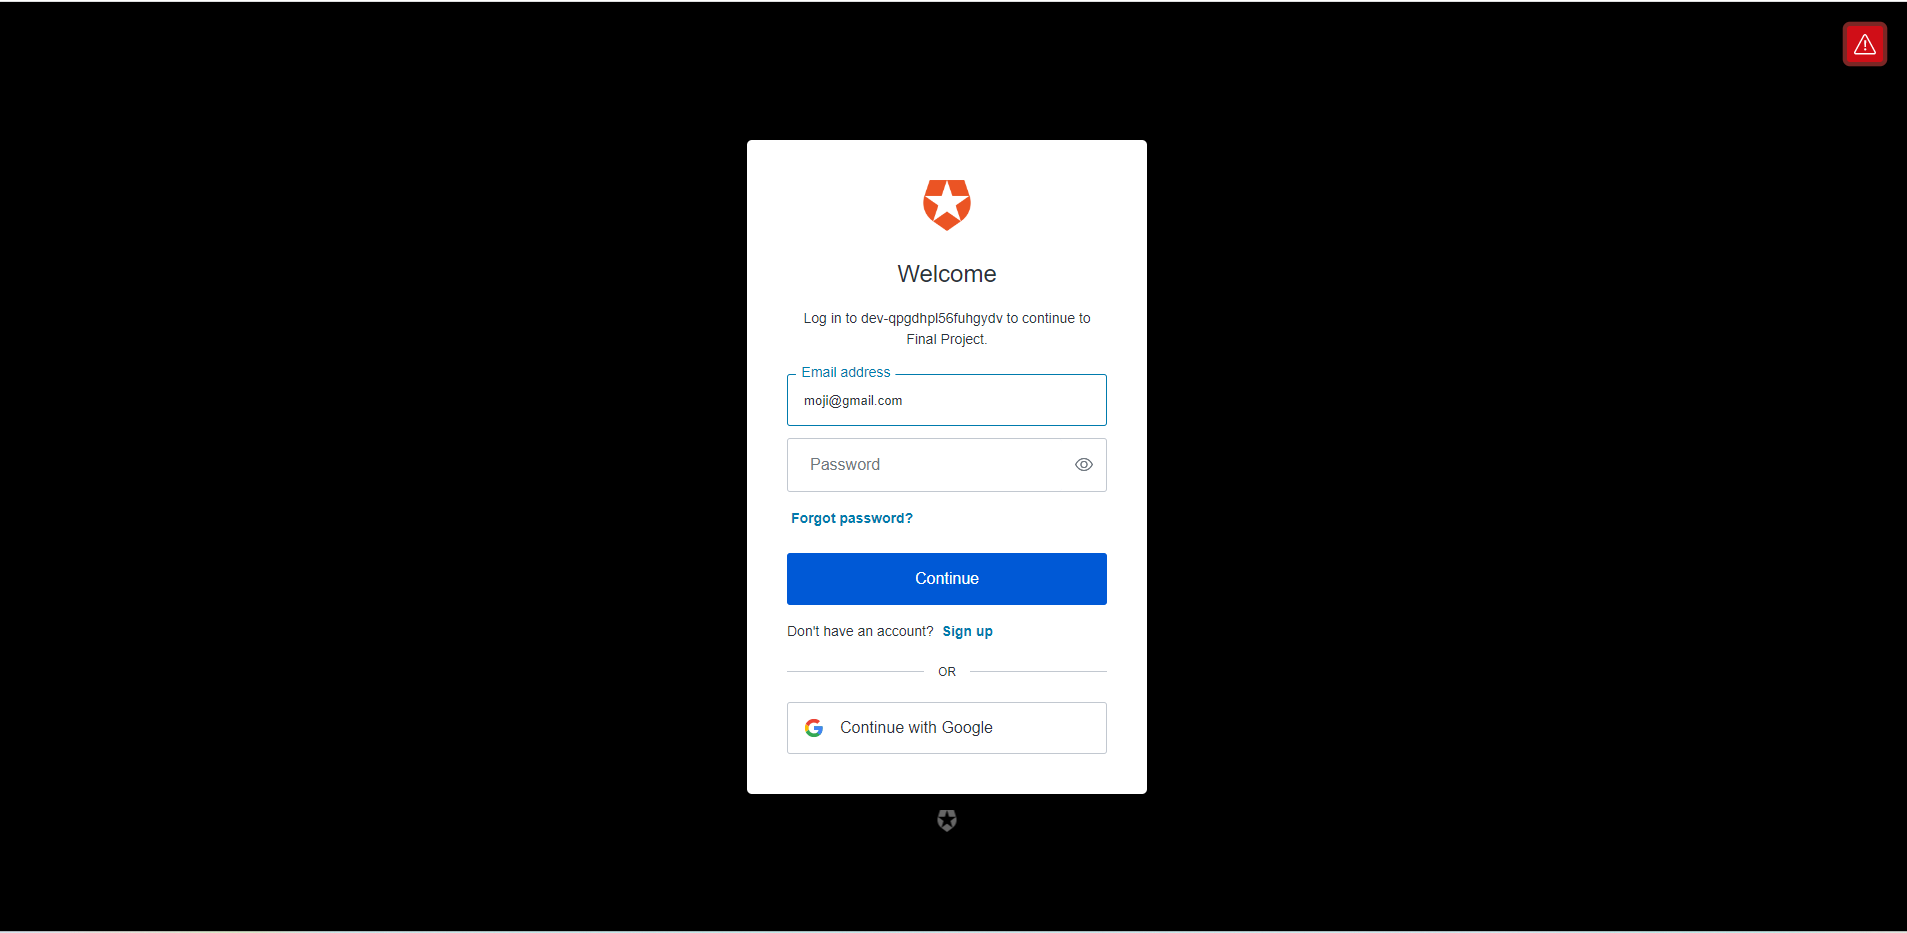 Welcome
Log in to dev-qpgdhpl56fuhgydv to continue to
Final Project.
Email address
moji@gmail.com
Password
Forgot password?
Continue
Don't have an account? Sign up
OR
Continue with Google